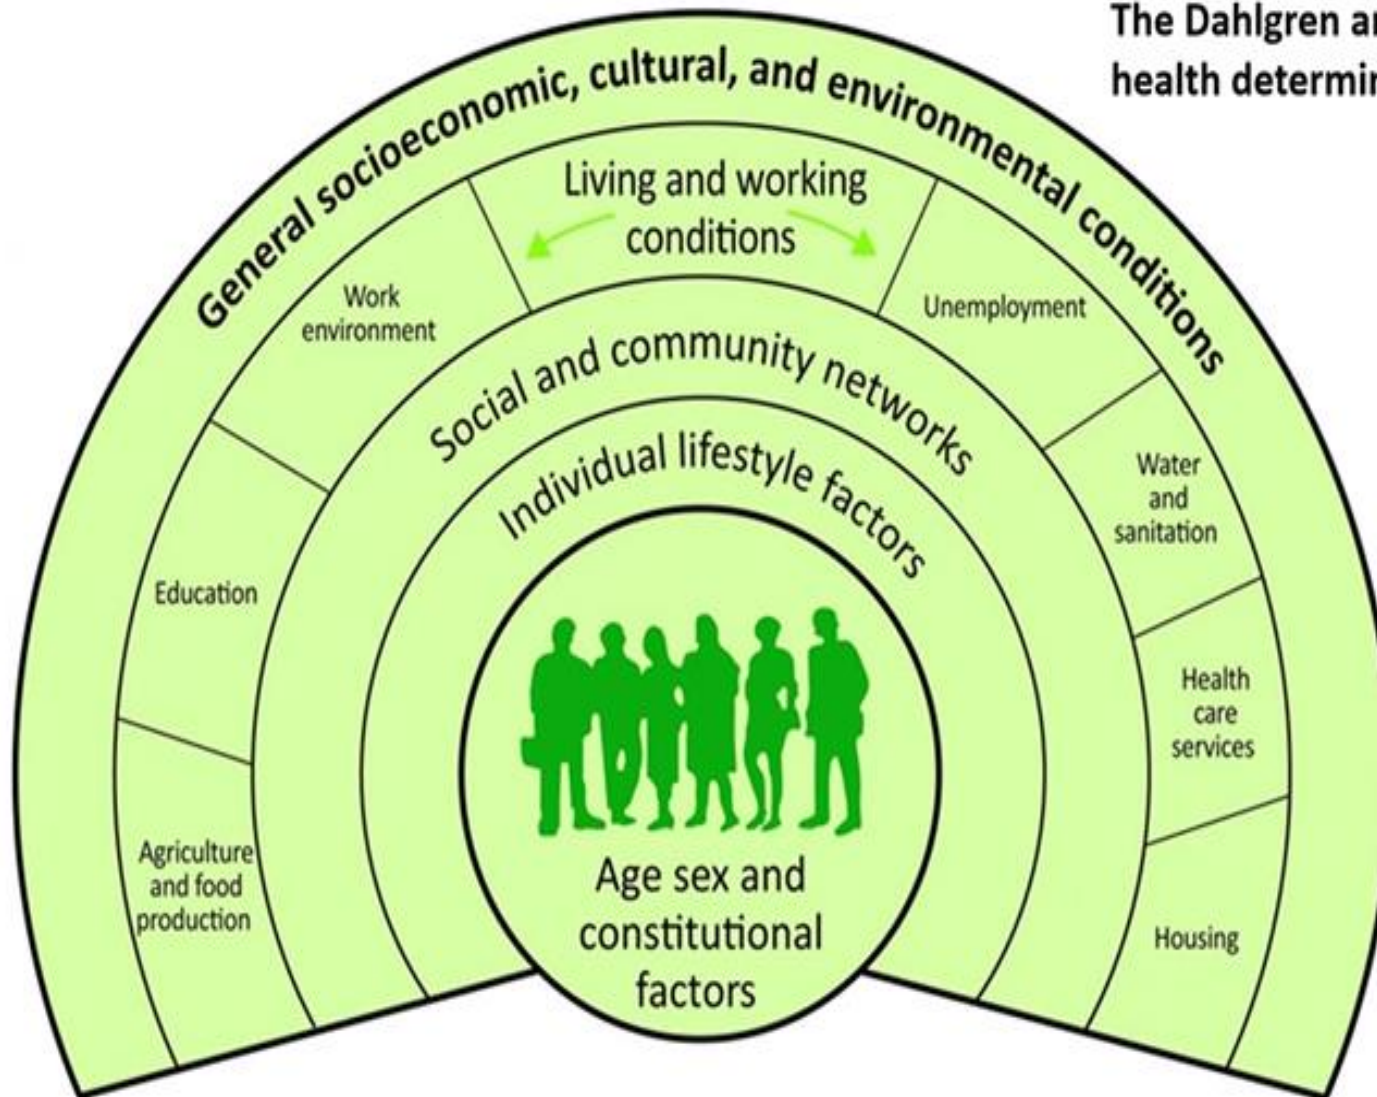 The Dahlgren
health
General socioeconomic, cultural, and environmental conditions
Living and working
conditions
Work
environment
Unemployment
Social and community networks
Individual lifestyle factors
Education
Water
and
sanitation
Health
care
services
Agriculture
and food
production
Housing
Age sex and
constitutional
factors